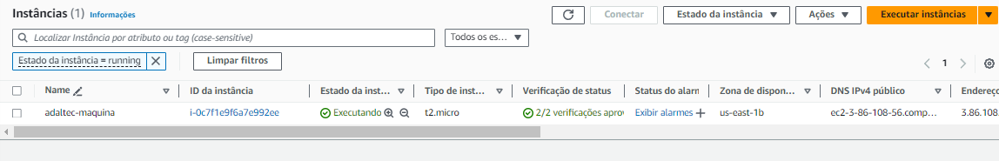 Instâncias (1) Informações
Conectar Estado da instância Ações Executar instâncias
Localizar Instância por atributo ou tag (case-sensitive) Todos os es...
Estado da instância = running Limpar filtros
1
Name ID da instância Estado da inst... Tipo de inst... Verificação de status Status do alarm Zona de dispon... DNS IPv4 público Endereço
adaltec-maquina i-0c7f1e9f6a7e992ee Executando t2.micro 2/2 verificações aprov Exibir alarmes us-east-1b ec2-3-86-108-56.comp... 3.86.108